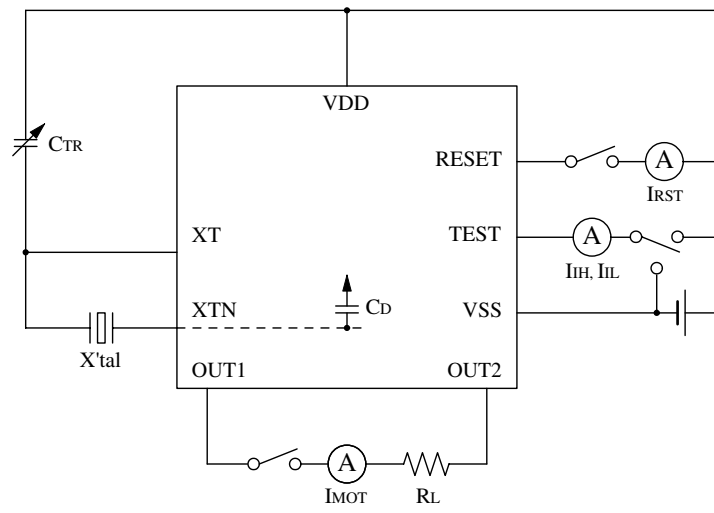 VDD
CTR
RESET
A
IRST
XT
TEST
A
IIH, IIL
XTN
CD
VSS
X'tal
OUT1
OUT2
A
IMOT
RL